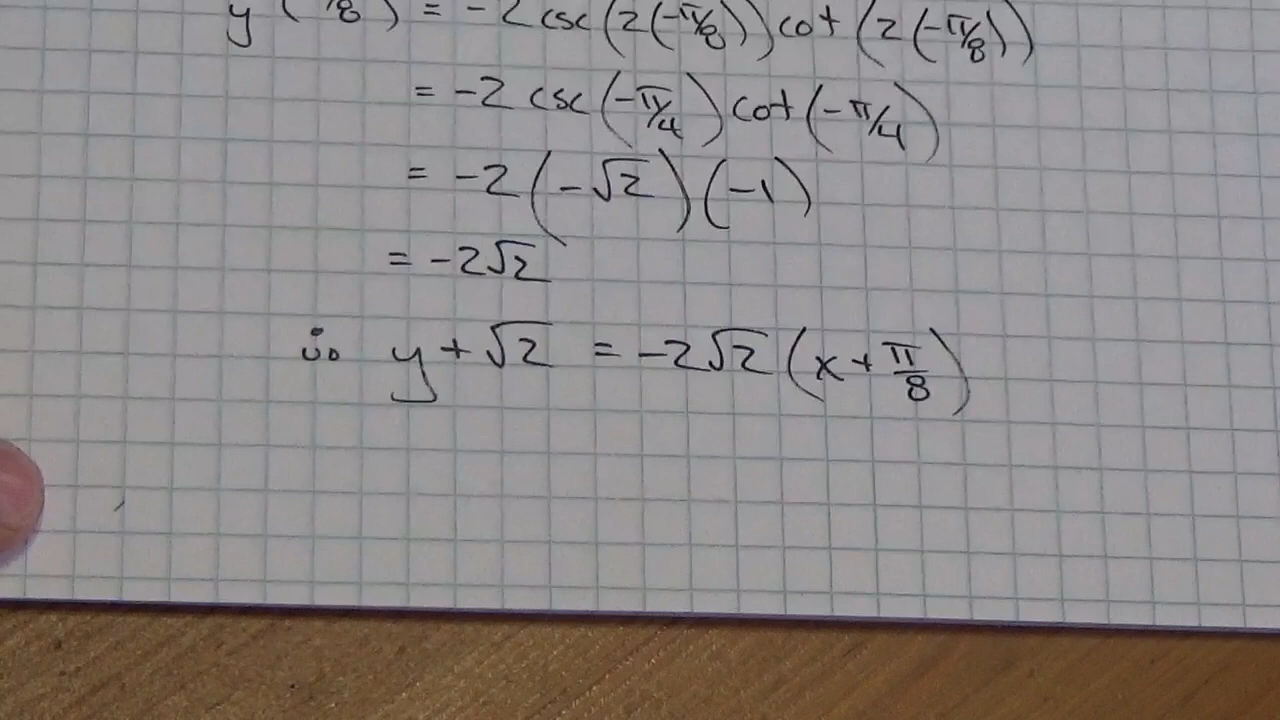 y ( π/8 ) = -2 csc(2(-π/8)) cot(2(-π/8))
= -2 csc(-π/4) cot(-π/4)
= -2(-√2)(-1)
= -2√2
∴ y + √2 = -2√2 (x + π/8)